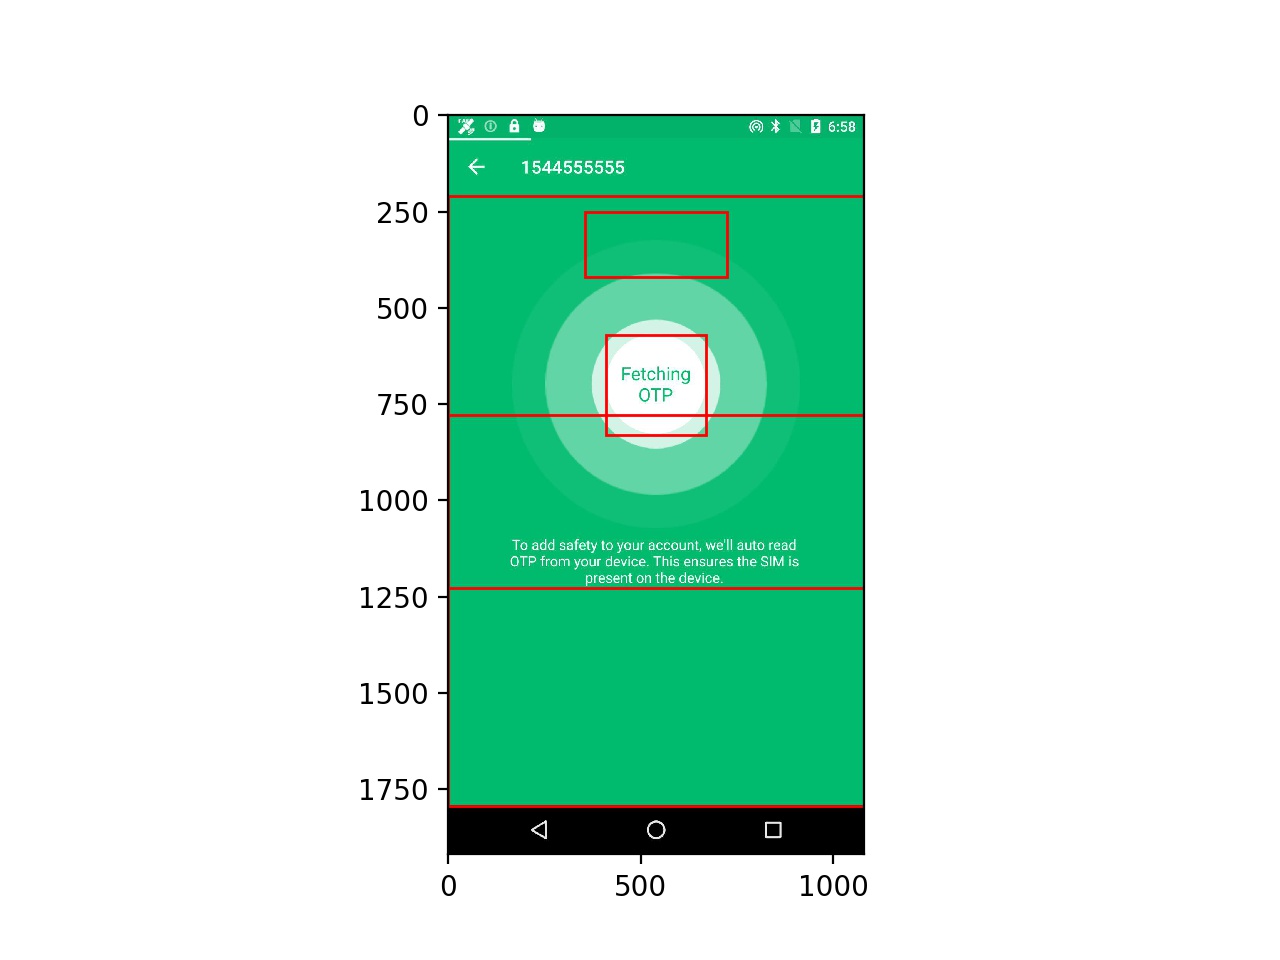 0
250
500
750
1000
1250
1500
1750
6:58
1544555555
Fetching
OTP
To add safety to your account, we'll auto read
OTP from your device. This ensures the SIM is
present on the device.
0
500
1000